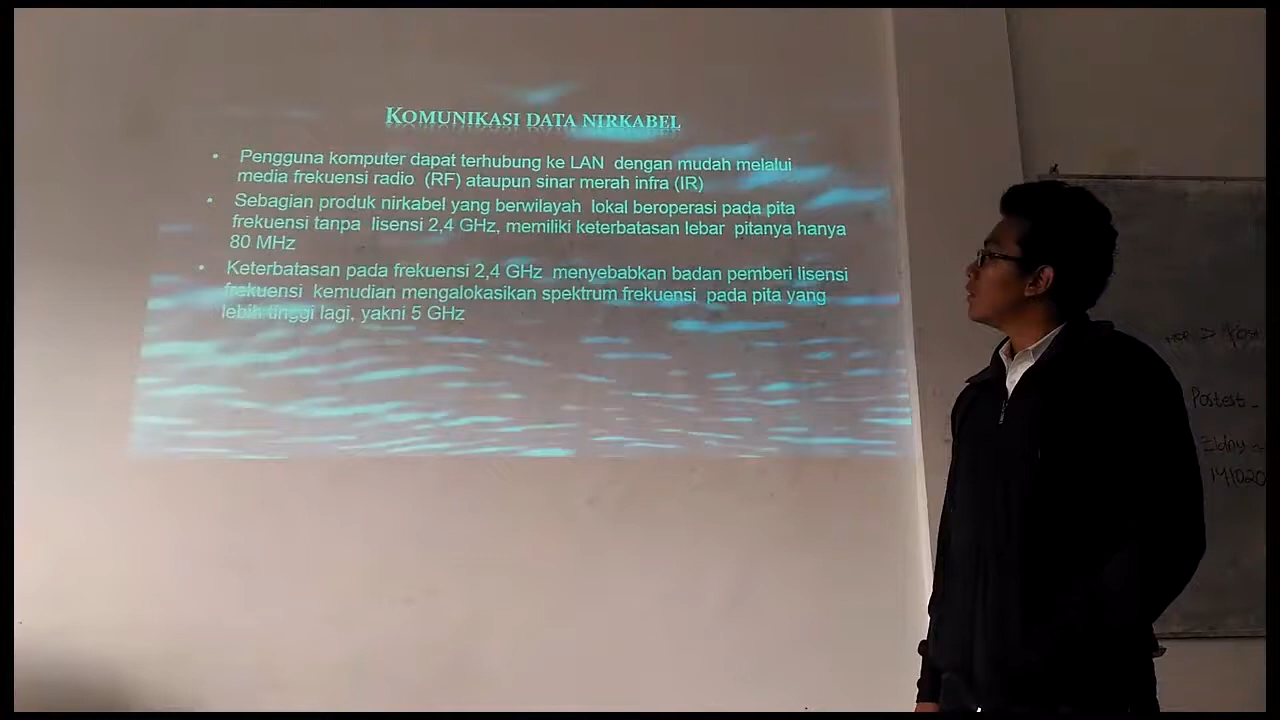 KOMUNIKASI DATA NIRKABEL
• Pengguna komputer dapat terhubung ke LAN dengan mudah melalui
media frekuensi radio (RF) ataupun sinar merah infra (IR)
• Sebagian produk nirkabel yang berwilayah lokal beroperasi pada pita
frekuensi tanpa lisensi 2,4 GHz, memiliki keterbatasan lebar pitanya hanya
80 MHz
• Keterbatasan pada frekuensi 2,4 GHz menyebabkan badan pemberi lisensi
frekuensi kemudian mengalokasikan spektrum frekuensi pada pita yang
lebih tinggi lagi, yakni 5 GHz
Postest -